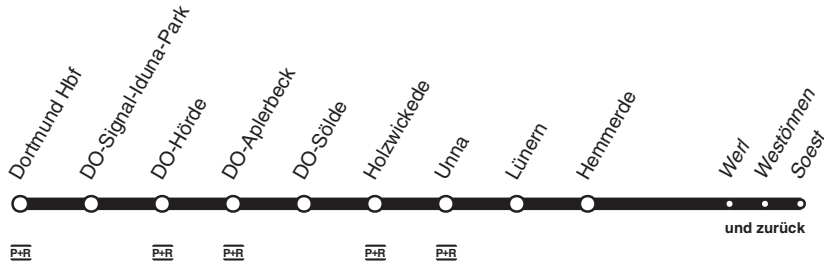 Dortmund Hbf
DO-Signal-Iduna-Park
DO-Hörde
DO-Aplerbeck
DO-Sölde
Holzwickede
Unna
Lünern
Hemmerde
Werl
Westönnen
Soest
und zurück
P+R
P+R
P+R
P+R
P+R